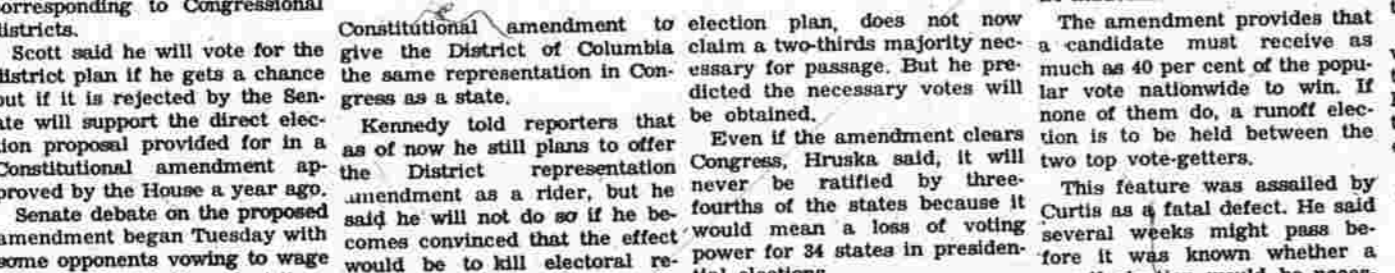 corresponding to Congressional
districts.
Scott said he will vote for the
district plan if he gets a chance
but if it is rejected by the Sen-
ate will support the direct elec-
tion proposal provided for in a
Constitutional amendment ap-
proved by the House a year ago.
Senate debate on the proposed
amendment began Tuesday with
some opponents vowing to wage
Constitutional amendment to
give the District of Columbia
the same representation in Con-
gress as a state.
Kennedy told reporters that
as of now he still plans to offer
the District representation
amendment as a rider, but he
said he will not do so if he be-
comes convinced that the effect
would be to kill electoral re-
election plan, does not now
claim a two-thirds majority nec-
essary for passage. But he pre-
dicted the necessary votes will
be obtained.
Even if the amendment clears
Congress, Hruska said, it will
never be ratified by three-
fourths of the states because it
would mean a loss of voting
power for 34 states in presiden-
tial elections
The amendment provides that
a candidate must receive as
much as 40 per cent of the popu-
lar vote nationwide to win. If
none of them do, a runoff elec-
tion is to be held between the
two top vote-getters.
This feature was assailed by
Curtis as a fatal defect. He said
several weeks might pass be-
fore it was known whether a